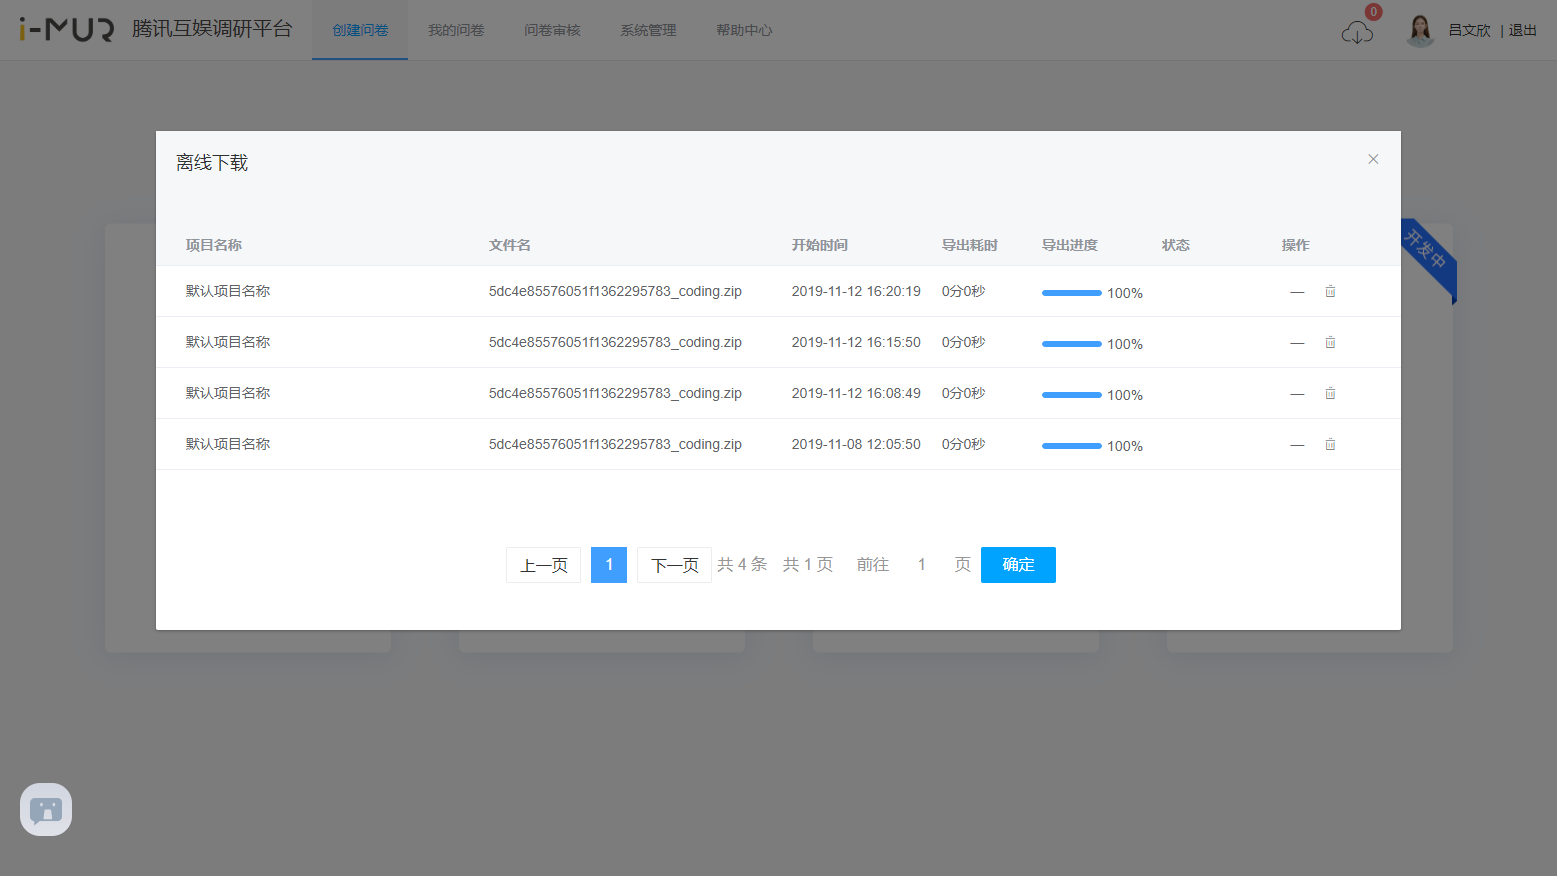 i-MUR 腾讯互娱调研平台 创建问卷 我的问卷 问卷审核 系统管理 帮助中心 0 吕文欣 | 退出
离线下载
开发中
项目名称 文件名 开始时间 导出耗时 导出进度 状态 操作
默认项目名称 5dc4e85576051f1362295783_coding.zip 2019-11-12 16:20:19 0分0秒 100% —
默认项目名称 5dc4e85576051f1362295783_coding.zip 2019-11-12 16:15:50 0分0秒 100% —
默认项目名称 5dc4e85576051f1362295783_coding.zip 2019-11-12 16:08:49 0分0秒 100% —
默认项目名称 5dc4e85576051f1362295783_coding.zip 2019-11-08 12:05:50 0分0秒 100% —
上一页 1 下一页 共 4 条 共 1 页 前往 1 页 确定